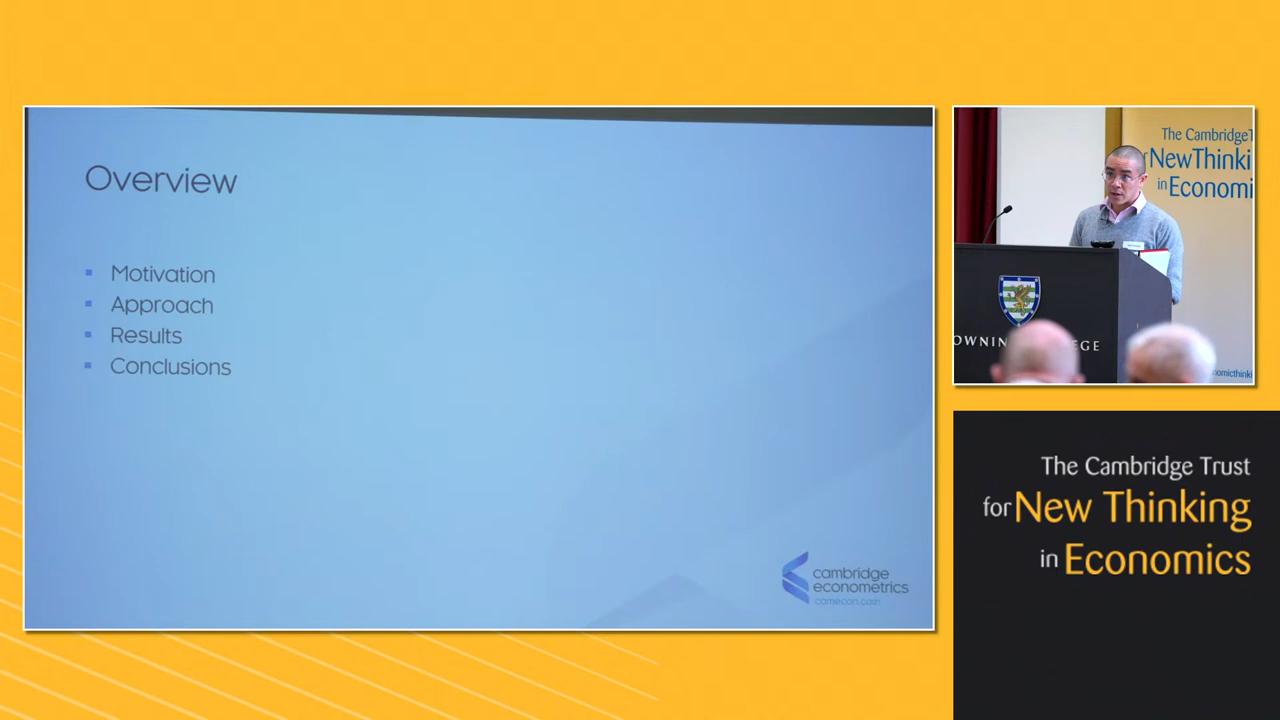 Overview
Motivation
Approach
Results
Conclusions
cambridge
econometrics
camecon.com
The Cambridge
New Thinki
in Economi
OWNIN
EGE
nomicthinki
The Cambridge Trust
for New Thinking
in Economics